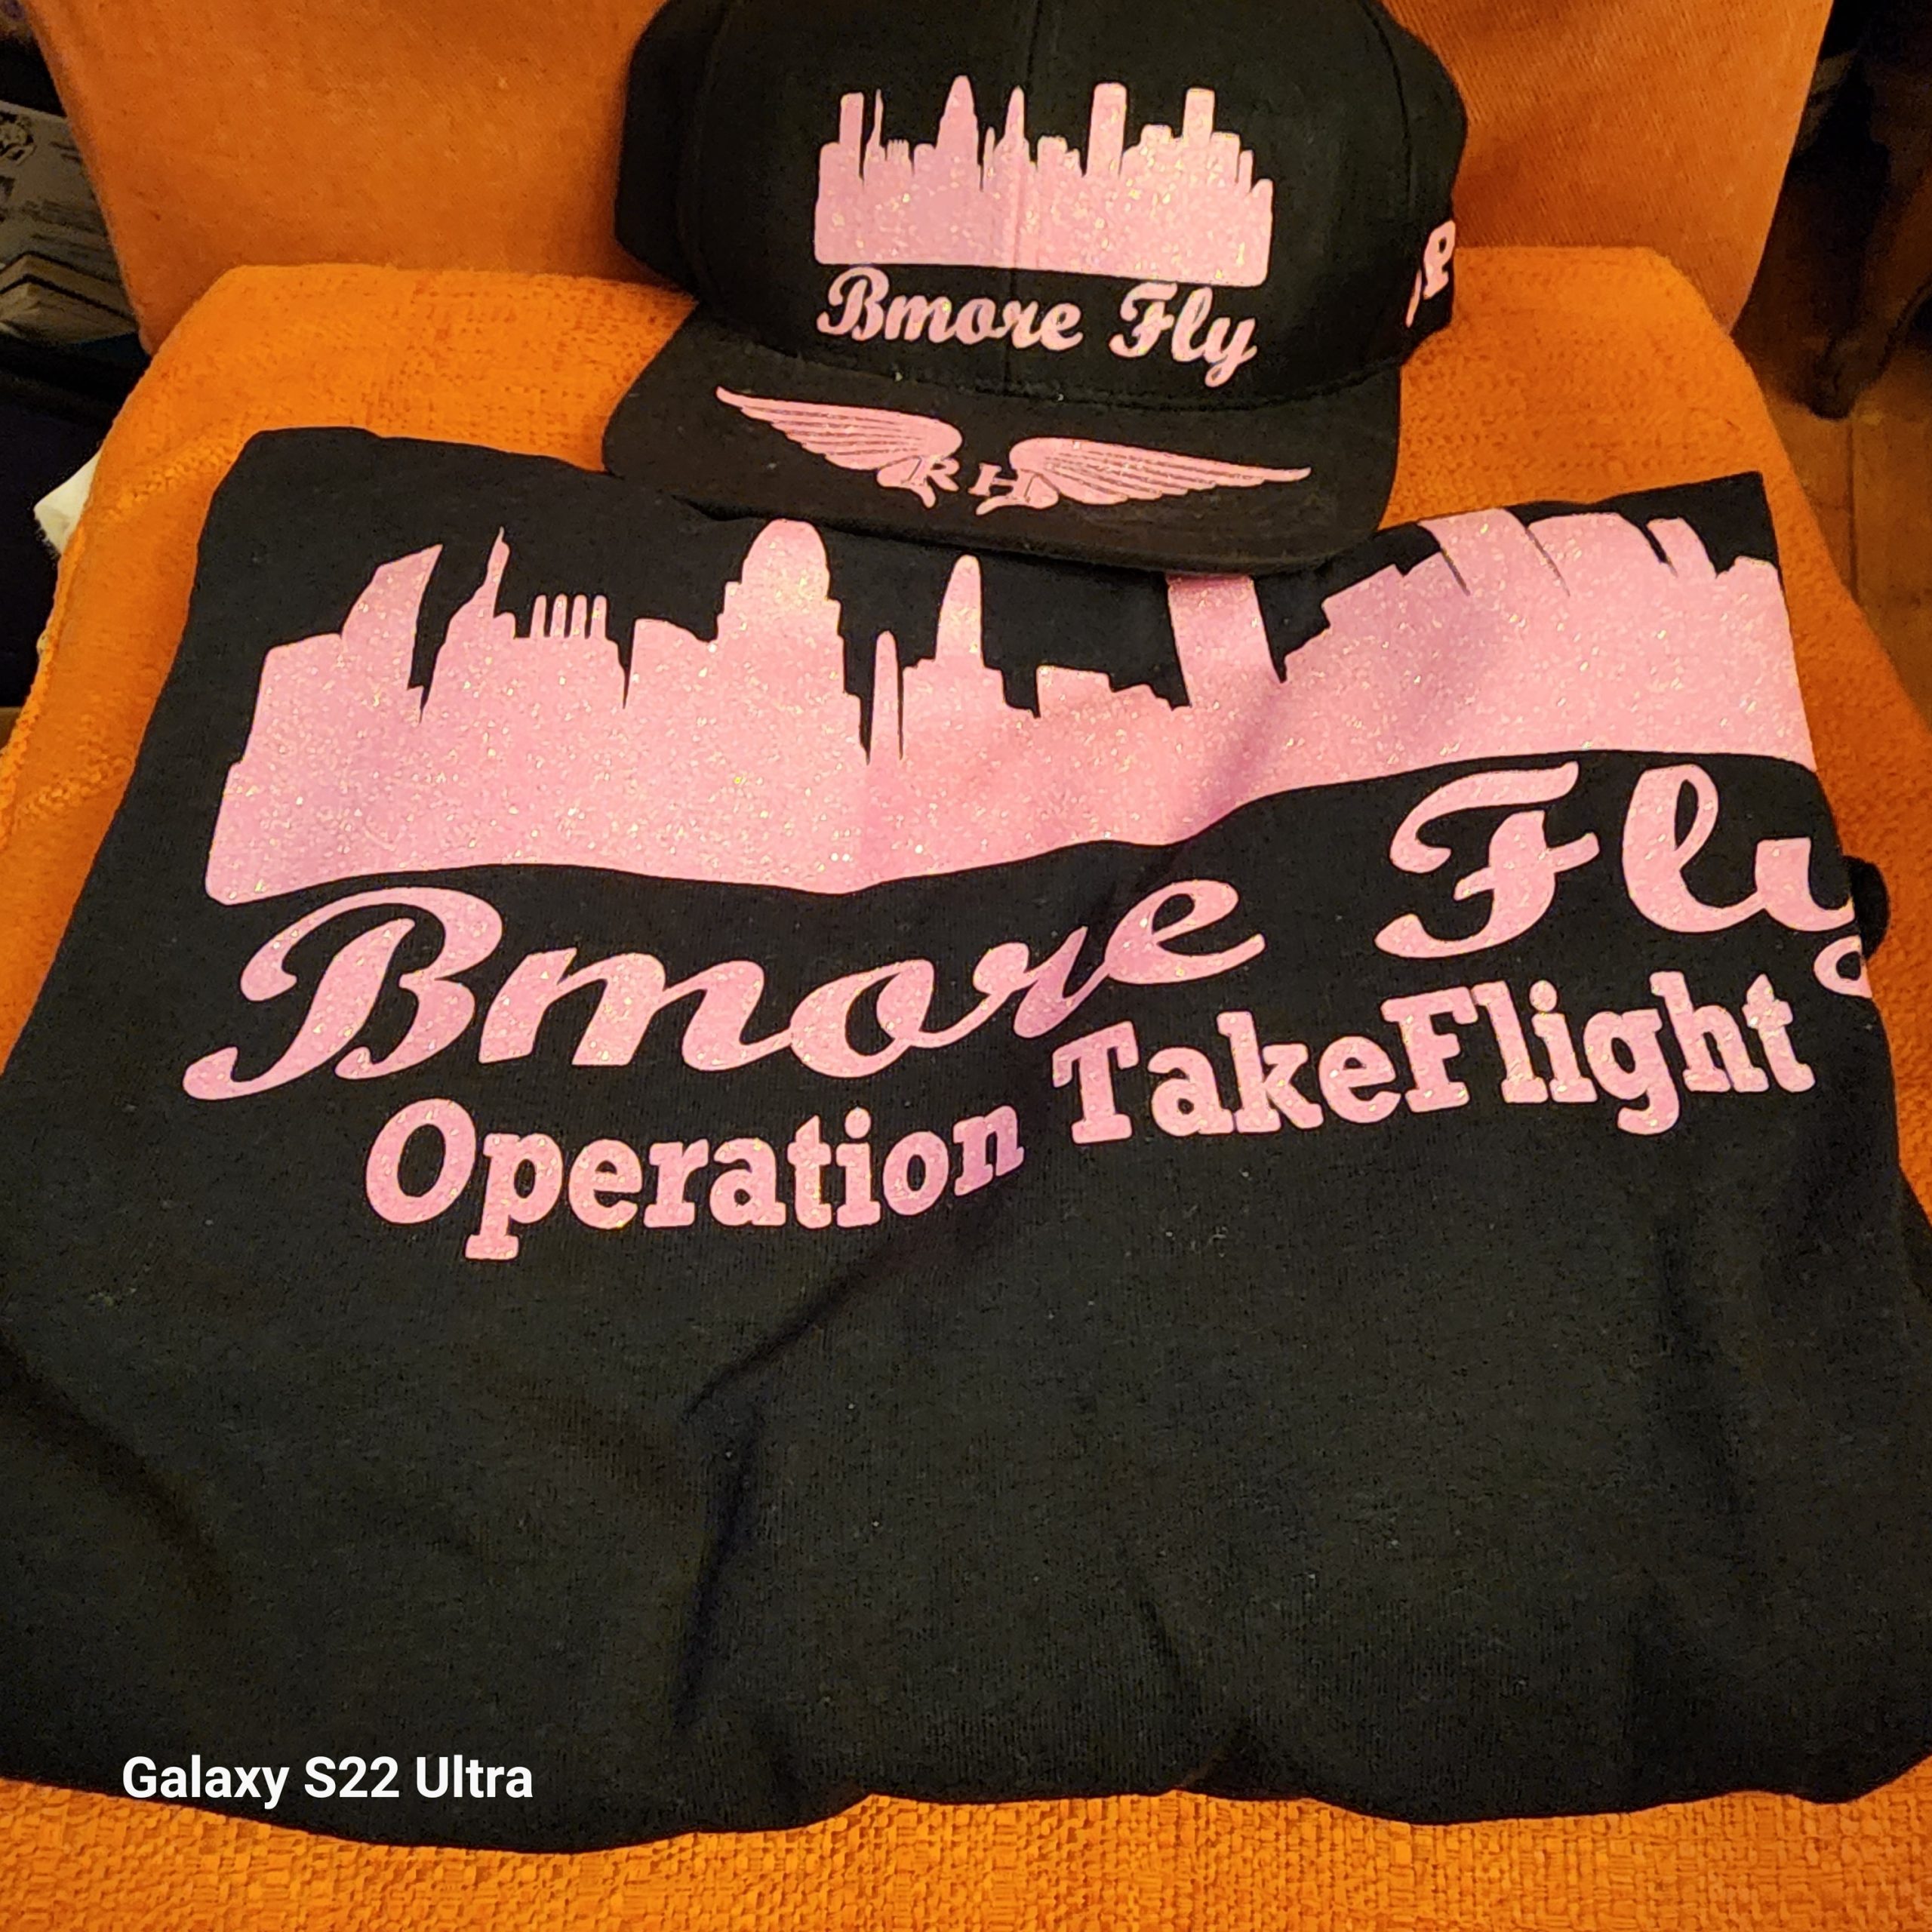 Bmore Fly
RH
Bmore Fly
Operation TakeFlight
Galaxy S22 Ultra